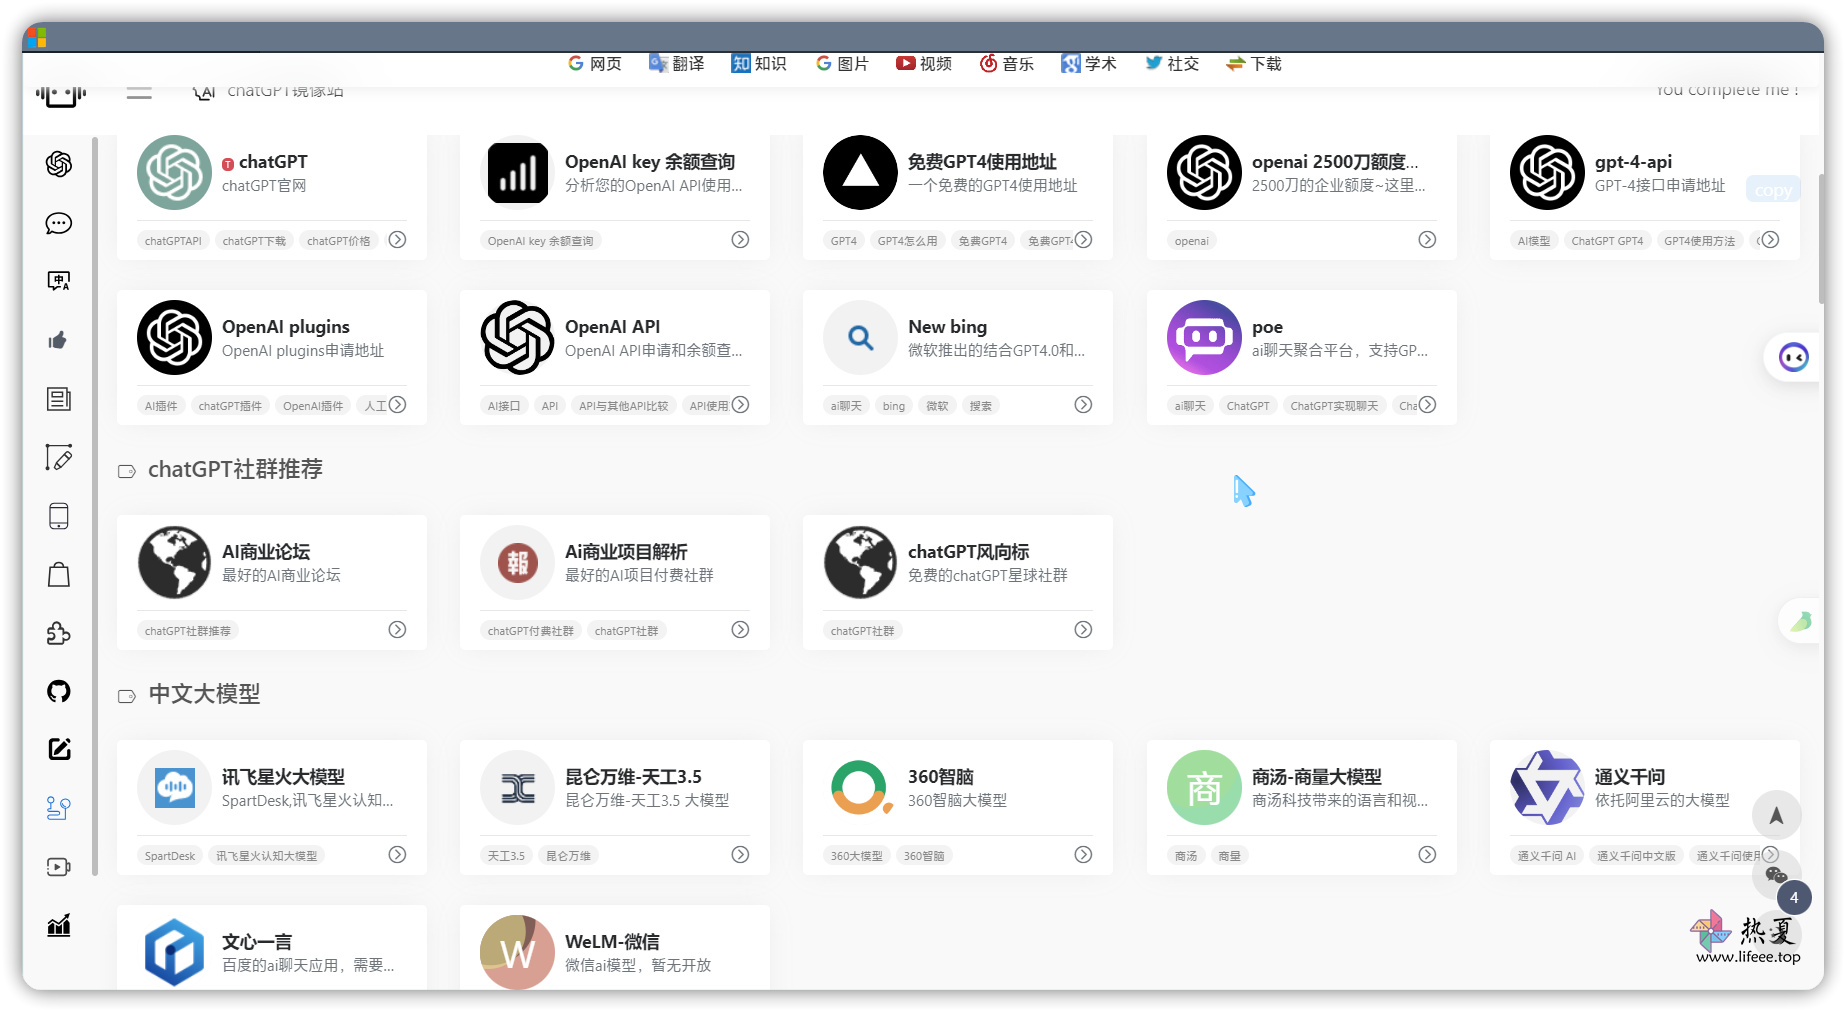 网页 翻译 知识 图片 视频 音乐 学术 社交 下载
chatGPT镜像站
You complete me !
chatGPT
chatGPT官网
chatGPTAPI chatGPT下载 chatGPT价格
OpenAI key 余额查询
分析您的OpenAI API使用...
OpenAI key 余额查询
免费GPT4使用地址
一个免费的GPT4使用地址
GPT4 GPT4怎么用 免费GPT4 免费GPT4
openai 2500刀额度...
2500刀的企业额度~这里...
openai
gpt-4-api
GPT-4接口申请地址
copy
AI模型 ChatGPT GPT4 GPT4使用方法
OpenAI plugins
OpenAI plugins申请地址
AI插件 chatGPT插件 OpenAI插件 人工
OpenAI API
OpenAI API申请和余额查...
AI接口 API API与其他API比较 API使用
New bing
微软推出的结合GPT4.0和...
ai聊天 bing 微软 搜索
poe
ai聊天聚合平台，支持GP...
ai聊天 ChatGPT ChatGPT实现聊天 Cha
chatGPT社群推荐
AI商业论坛
最好的AI商业论坛
chatGPT社群推荐
報
Ai商业项目解析
最好的AI项目付费社群
chatGPT付费社群 chatGPT社群
chatGPT风向标
免费的chatGPT星球社群
chatGPT社群
中文大模型
讯飞星火大模型
SpartDesk,讯飞星火认知...
SpartDesk 讯飞星火认知大模型
昆仑万维-天工3.5
昆仑万维-天工3.5 大模型
天工3.5 昆仑万维
360智脑
360智脑大模型
360大模型 360智脑
商
商汤-商量大模型
商汤科技带来的语言和视...
商汤 商量
通义千问
依托阿里云的大模型
通义千问 AI 通义千问中文版 通义千问使用
4
文心一言
百度的ai聊天应用，需要...
W
WeLM-微信
微信ai模型，暂无开放
热夏
www.lifeee.top